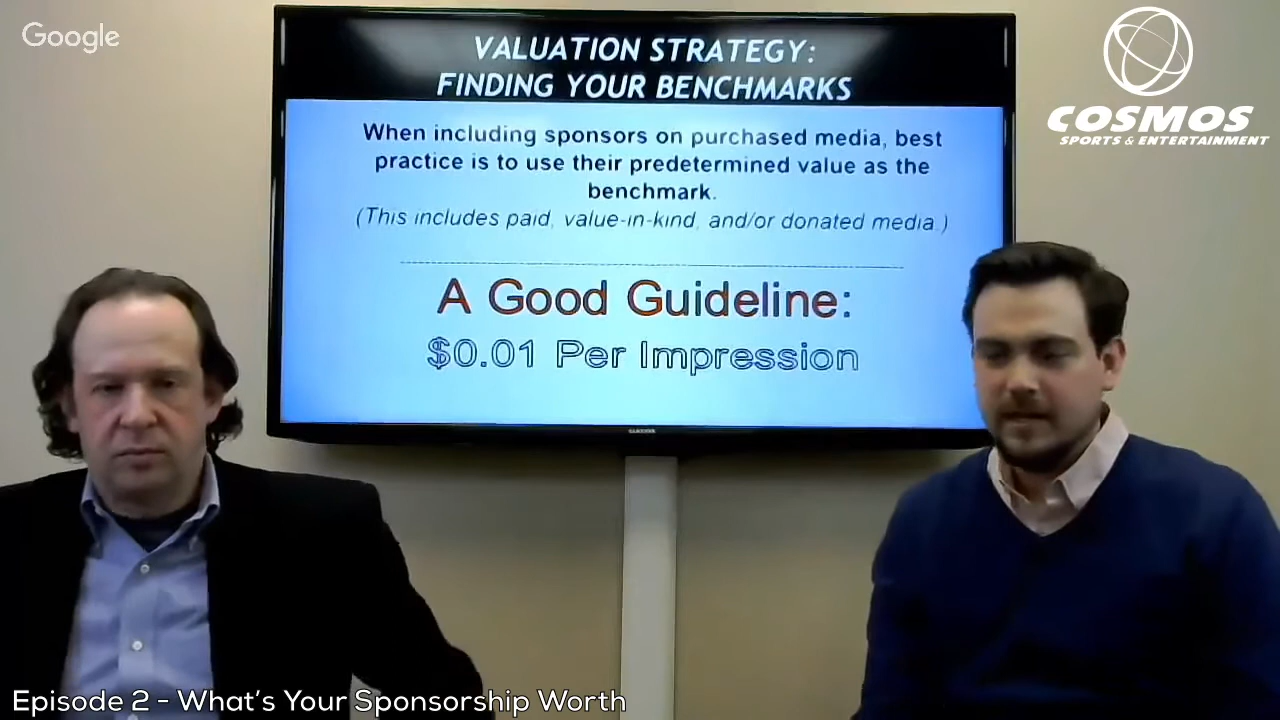 Google
VALUATION STRATEGY:
FINDING YOUR BENCHMARKS
COSMOS
SPORTS & ENTERTAINMENT
When including sponsors on purchased media, best
practice is to use their predetermined value as the
benchmark.
(This includes paid, value-in-kind, and/or donated media.)
A Good Guideline:
$0.01 Per Impression
Episode 2 - What's Your Sponsorship Worth